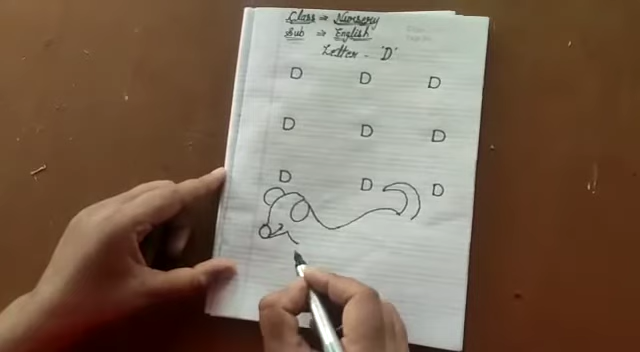 Class ⇒ Nursery
Sub ⇒ English
Letter - 'D'
D D D
D D D
D D D